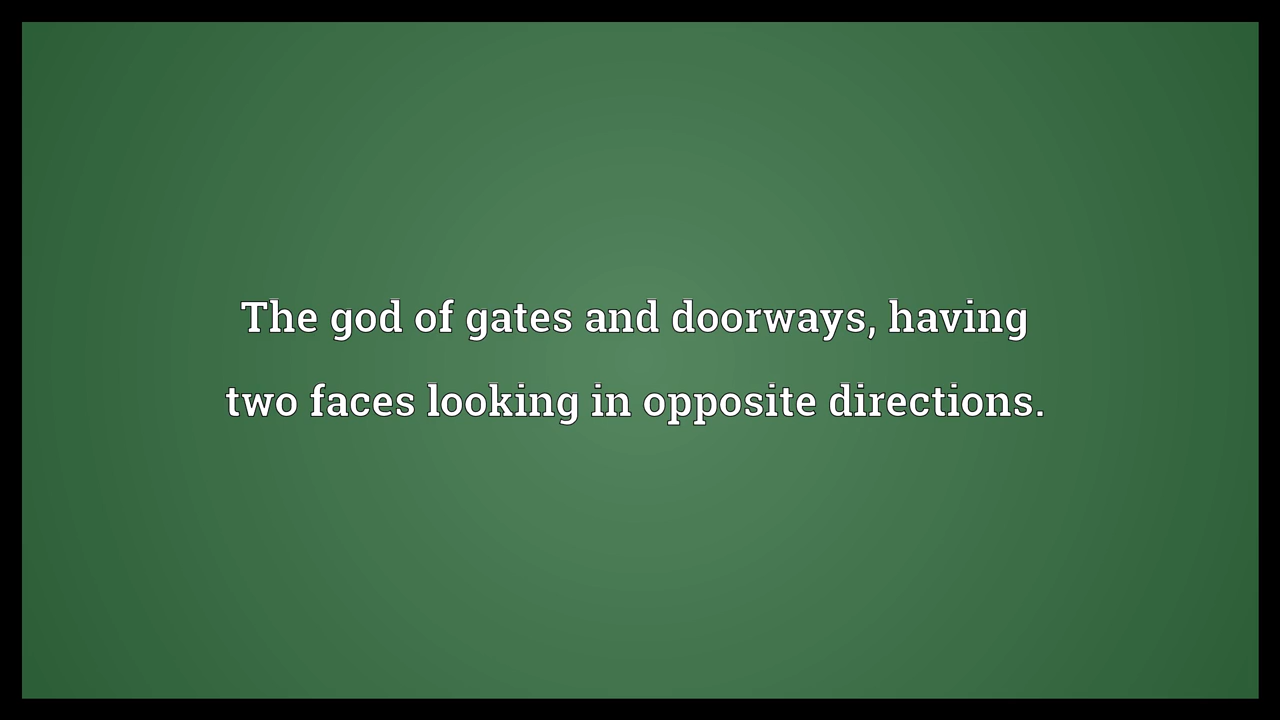 The god of gates and doorways, having
two faces looking in opposite directions.